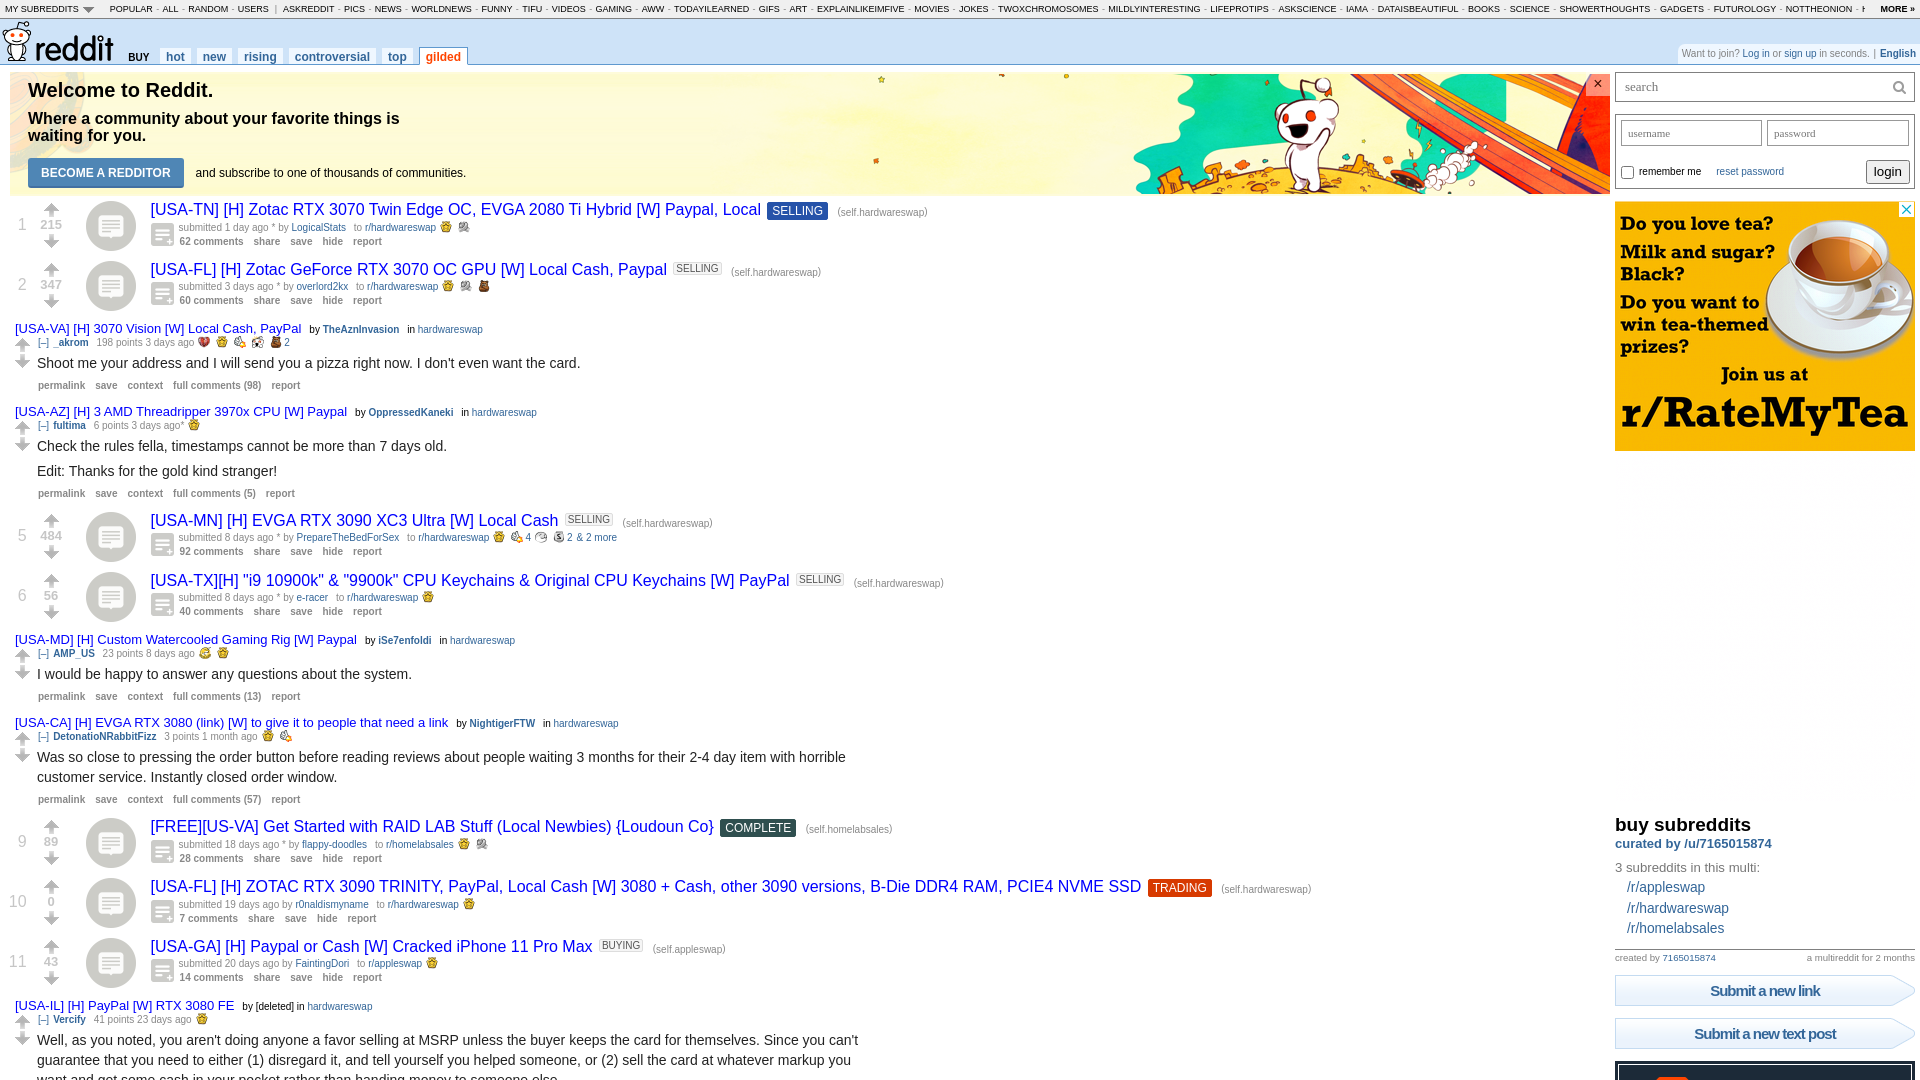 MY SUBREDDITS POPULAR - ALL - RANDOM - USERS | ASKREDDIT - PICS - NEWS - WORLDNEWS - FUNNY - TIFU - VIDEOS - GAMING - AWW - TODAYILEARNED - GIFS - ART - EXPLAINLIKEIMFIVE - MOVIES - JOKES - TWOXCHROMOSOMES - MILDLYINTERESTING - LIFEPROTIPS - ASKSCIENCE - IAMA - DATAISBEAUTIFUL - BOOKS - SCIENCE - SHOWERTHOUGHTS - GADGETS - FUTUROLOGY - NOTTHEONION - MORE »
reddit BUY hot new rising controversial top gilded
Want to join? Log in or sign up in seconds. | English
Welcome to Reddit.
Where a community about your favorite things is
waiting for you.
BECOME A REDDITOR and subscribe to one of thousands of communities.
×
1
215
[USA-TN] [H] Zotac RTX 3070 Twin Edge OC, EVGA 2080 Ti Hybrid [W] Paypal, Local SELLING (self.hardwareswap)
submitted 1 day ago * by LogicalStats to r/hardwareswap
62 comments share save hide report
2
347
[USA-FL] [H] Zotac GeForce RTX 3070 OC GPU [W] Local Cash, Paypal SELLING (self.hardwareswap)
submitted 3 days ago * by overlord2kx to r/hardwareswap
60 comments share save hide report
[USA-VA] [H] 3070 Vision [W] Local Cash, PayPal by TheAznInvasion in hardwareswap
[–] _akrom 198 points 3 days ago 2
Shoot me your address and I will send you a pizza right now. I don't even want the card.
permalink save context full comments (98) report
[USA-AZ] [H] 3 AMD Threadripper 3970x CPU [W] Paypal by OppressedKaneki in hardwareswap
[–] fultima 6 points 3 days ago*
Check the rules fella, timestamps cannot be more than 7 days old.
Edit: Thanks for the gold kind stranger!
permalink save context full comments (5) report
5
484
[USA-MN] [H] EVGA RTX 3090 XC3 Ultra [W] Local Cash SELLING (self.hardwareswap)
submitted 8 days ago * by PrepareTheBedForSex to r/hardwareswap 4 2 & 2 more
92 comments share save hide report
6
56
[USA-TX][H] "i9 10900k" & "9900k" CPU Keychains & Original CPU Keychains [W] PayPal SELLING (self.hardwareswap)
submitted 8 days ago * by e-racer to r/hardwareswap
40 comments share save hide report
[USA-MD] [H] Custom Watercooled Gaming Rig [W] Paypal by iSe7enfoldi in hardwareswap
[–] AMP_US 23 points 8 days ago
I would be happy to answer any questions about the system.
permalink save context full comments (13) report
[USA-CA] [H] EVGA RTX 3080 (link) [W] to give it to people that need a link by NightigerFTW in hardwareswap
[–] DetonatioNRabbitFizz 3 points 1 month ago
Was so close to pressing the order button before reading reviews about people waiting 3 months for their 2-4 day item with horrible
customer service. Instantly closed order window.
permalink save context full comments (57) report
9
89
[FREE][US-VA] Get Started with RAID LAB Stuff (Local Newbies) {Loudoun Co} COMPLETE (self.homelabsales)
submitted 18 days ago * by flappy-doodles to r/homelabsales
28 comments share save hide report
10
0
[USA-FL] [H] ZOTAC RTX 3090 TRINITY, PayPal, Local Cash [W] 3080 + Cash, other 3090 versions, B-Die DDR4 RAM, PCIE4 NVME SSD TRADING (self.hardwareswap)
submitted 19 days ago by r0naldismyname to r/hardwareswap
7 comments share save hide report
11
43
[USA-GA] [H] Paypal or Cash [W] Cracked iPhone 11 Pro Max BUYING (self.appleswap)
submitted 20 days ago by FaintingDori to r/appleswap
14 comments share save hide report
[USA-IL] [H] PayPal [W] RTX 3080 FE by [deleted] in hardwareswap
[–] Vercify 41 points 23 days ago
Well, as you noted, you aren't doing anyone a favor selling at MSRP unless the buyer keeps the card for themselves. Since you can't
guarantee that you need to either (1) disregard it, and tell yourself you helped someone, or (2) sell the card at whatever markup you
want and get some cash in your pocket rather than handing money to someone else.
search
username password
remember me reset password login
Do you love tea?
Milk and sugar?
Black?
Do you want to
win tea-themed
prizes?
Join us at
r/RateMyTea
buy subreddits
curated by /u/7165015874
3 subreddits in this multi:
/r/appleswap
/r/hardwareswap
/r/homelabsales
created by 7165015874 a multireddit for 2 months
Submit a new link
Submit a new text post